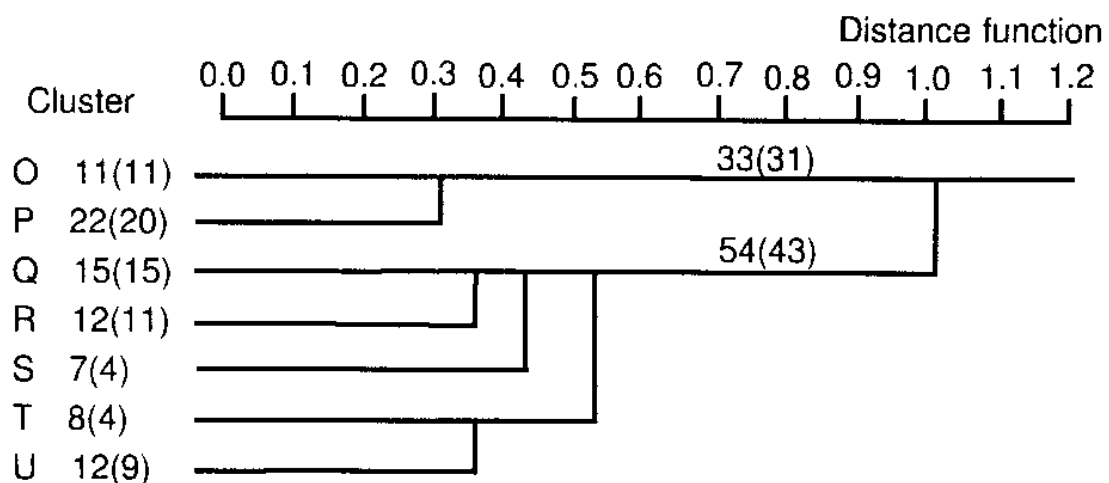 Distance function
0.0 0.1 0.2 0.3 0.4 0.5 0.6 0.7 0.8 0.9 1.0 1.1 1.2
Cluster
O 11(11)
33(31)
P 22(20)
54(43)
Q 15(15)
R 12(11)
S 7(4)
T 8(4)
U 12(9)